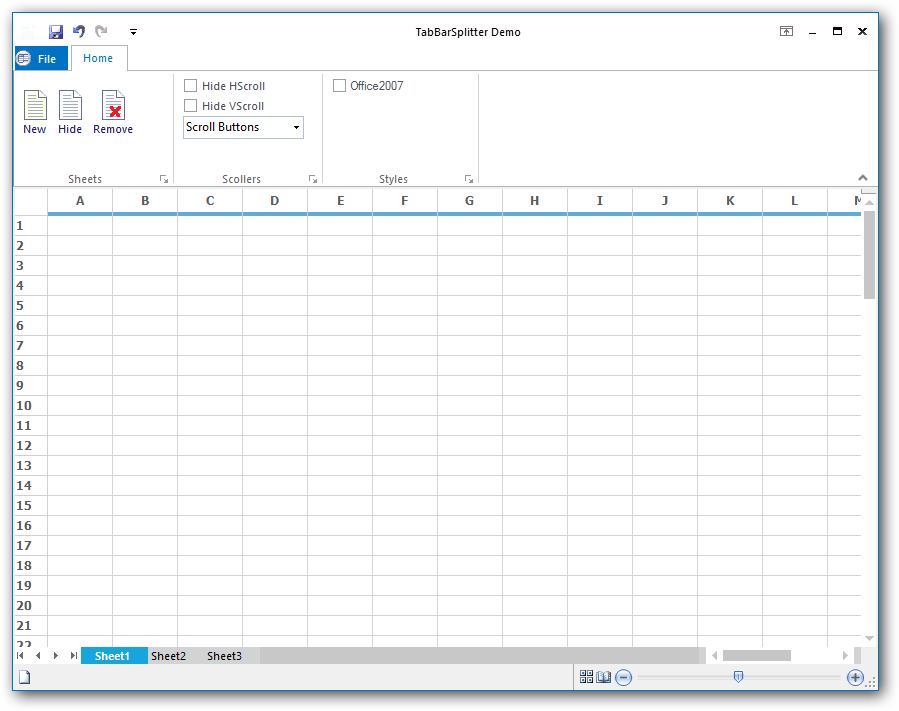 TabBarSplitter Demo
File Home
Hide HScroll
Office2007
Hide VScroll
Scroll Buttons
New Hide Remove
Sheets Scollers Styles
A B C D E F G H I J K L M
1
2
3
4
5
6
7
8
9
10
11
12
13
14
15
16
17
18
19
20
21
22
Sheet1 Sheet2 Sheet3